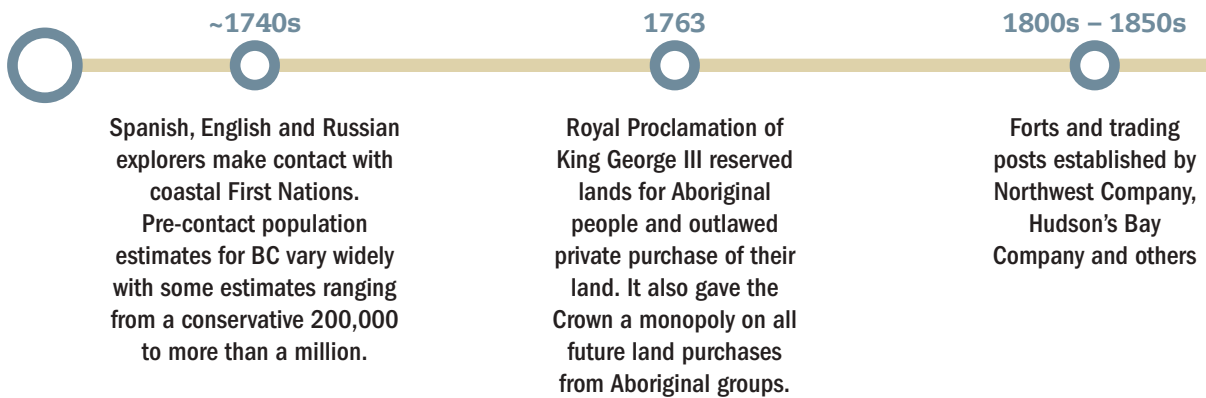 ~1740s
Spanish, English and Russian
explorers make contact with
coastal First Nations.
Pre-contact population
estimates for BC vary widely
with some estimates ranging
from a conservative 200,000
to more than a million.
1763
Royal Proclamation of
King George III reserved
lands for Aboriginal
people and outlawed
private purchase of their
land. It also gave the
Crown a monopoly on all
future land purchases
from Aboriginal groups.
1800s – 1850s
Forts and trading
posts established by
Northwest Company,
Hudson’s Bay
Company and others